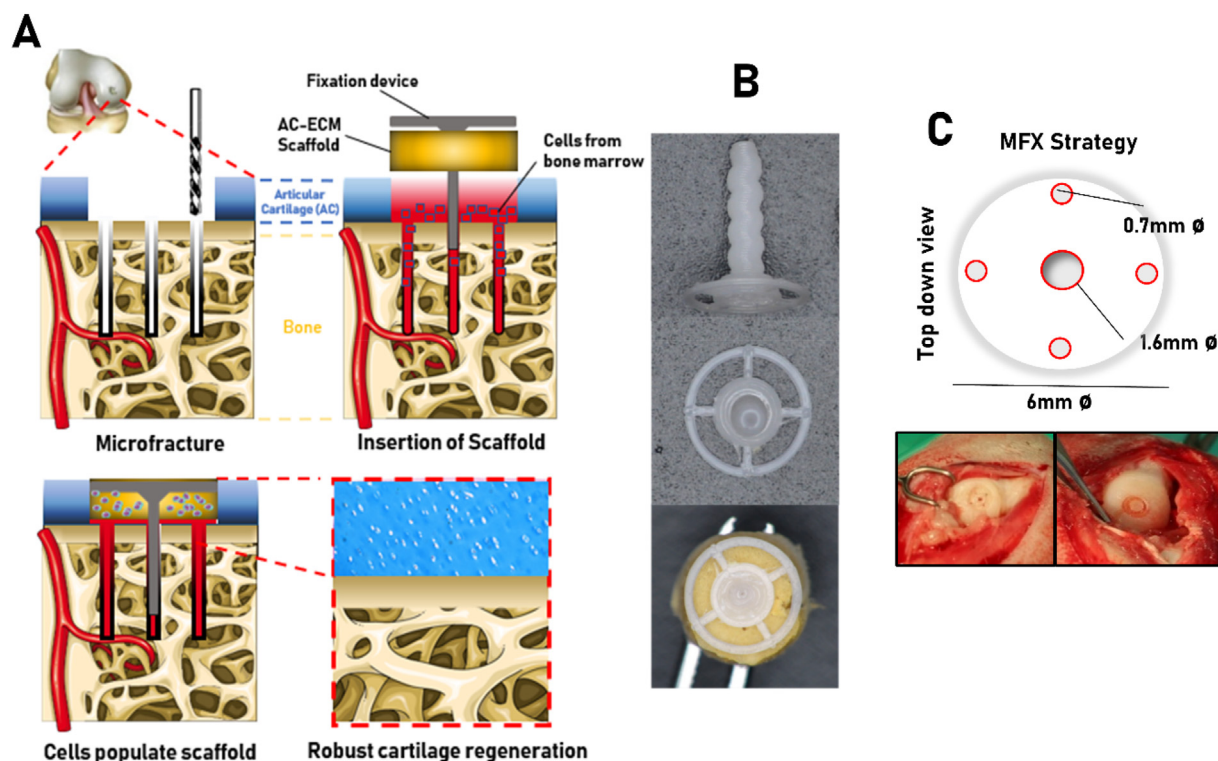 A
Fixation device
AC-ECM
Scaffold
Cells from
bone marrow
Articular
Cartilage (AC)
Bone
Microfracture
Insertion of Scaffold
Cells populate scaffold
Robust cartilage regeneration
B
C
MFX Strategy
Top down view
0.7mm Ø
1.6mm Ø
6mm Ø